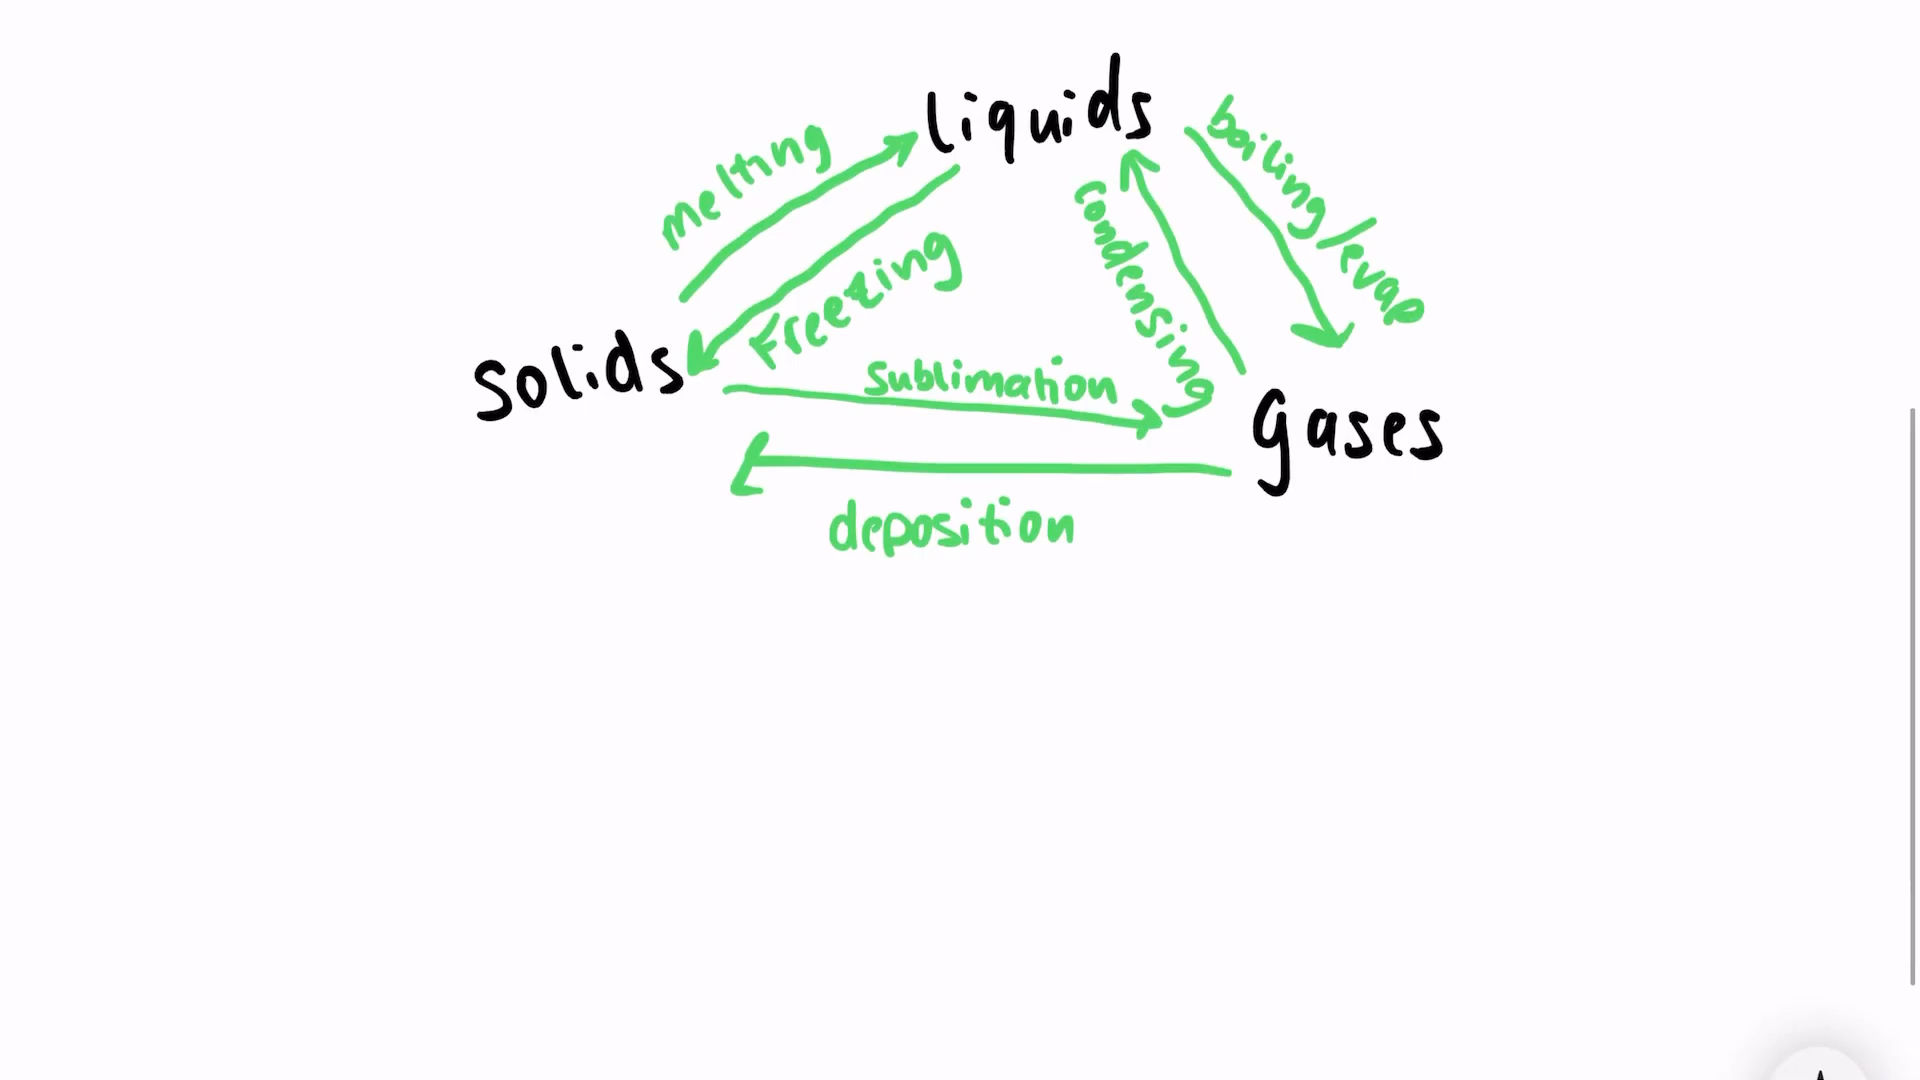 liquids
boiling/evap
melting
condensing
Freezing
Solids
Sublimation
gases
deposition